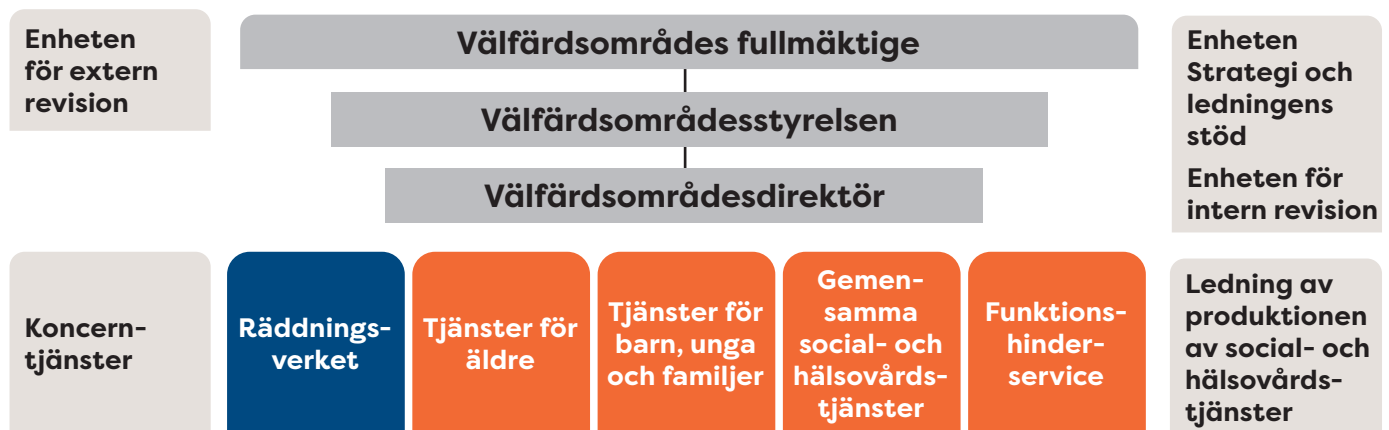 Enheten
för extern
revision
Välfärdsområdes fullmäktige
Välfärdsområdesstyrelsen
Välfärdsområdesdirektör
Enheten
Strategi och
ledningens
stöd
Enheten för
intern revision
Koncern-
tjänster
Räddnings-
verket
Tjänster för
äldre
Tjänster för
barn, unga
och familjer
Gemen-
samma
social- och
hälsovårds-
tjänster
Funktions-
hinder-
service
Ledning av
produktionen
av social- och
hälsovårds-
tjänster